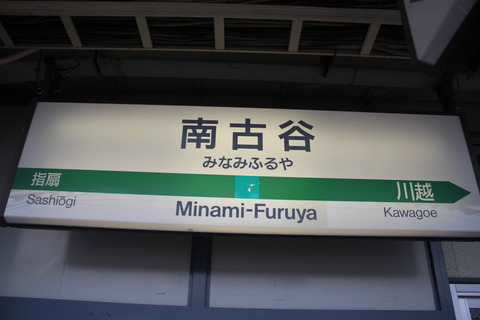 南古谷
みなみふるや
指扇
川越
Sashiōgi
Minami-Furuya
Kawagoe